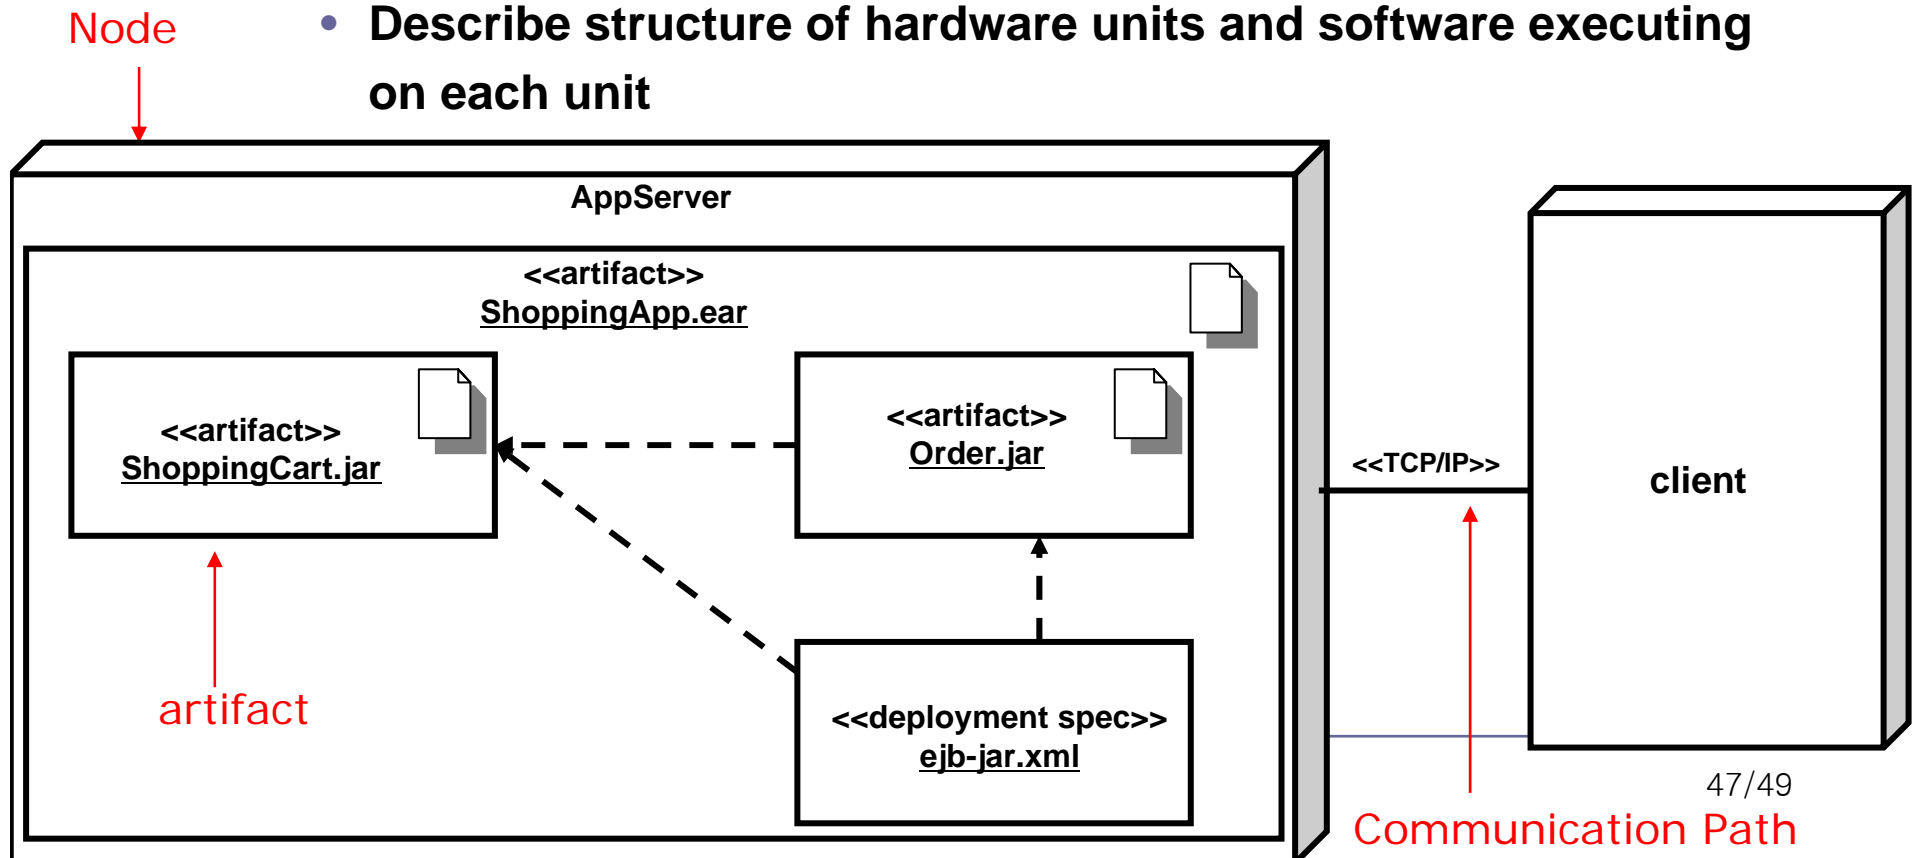 Node
• Describe structure of hardware units and software executing
on each unit
AppServer
<<artifact>>
ShoppingApp.ear
<<artifact>>
ShoppingCart.jar
<<artifact>>
Order.jar
<<TCP/IP>>
client
artifact
<<deployment spec>>
ejb-jar.xml
47/49
Communication Path